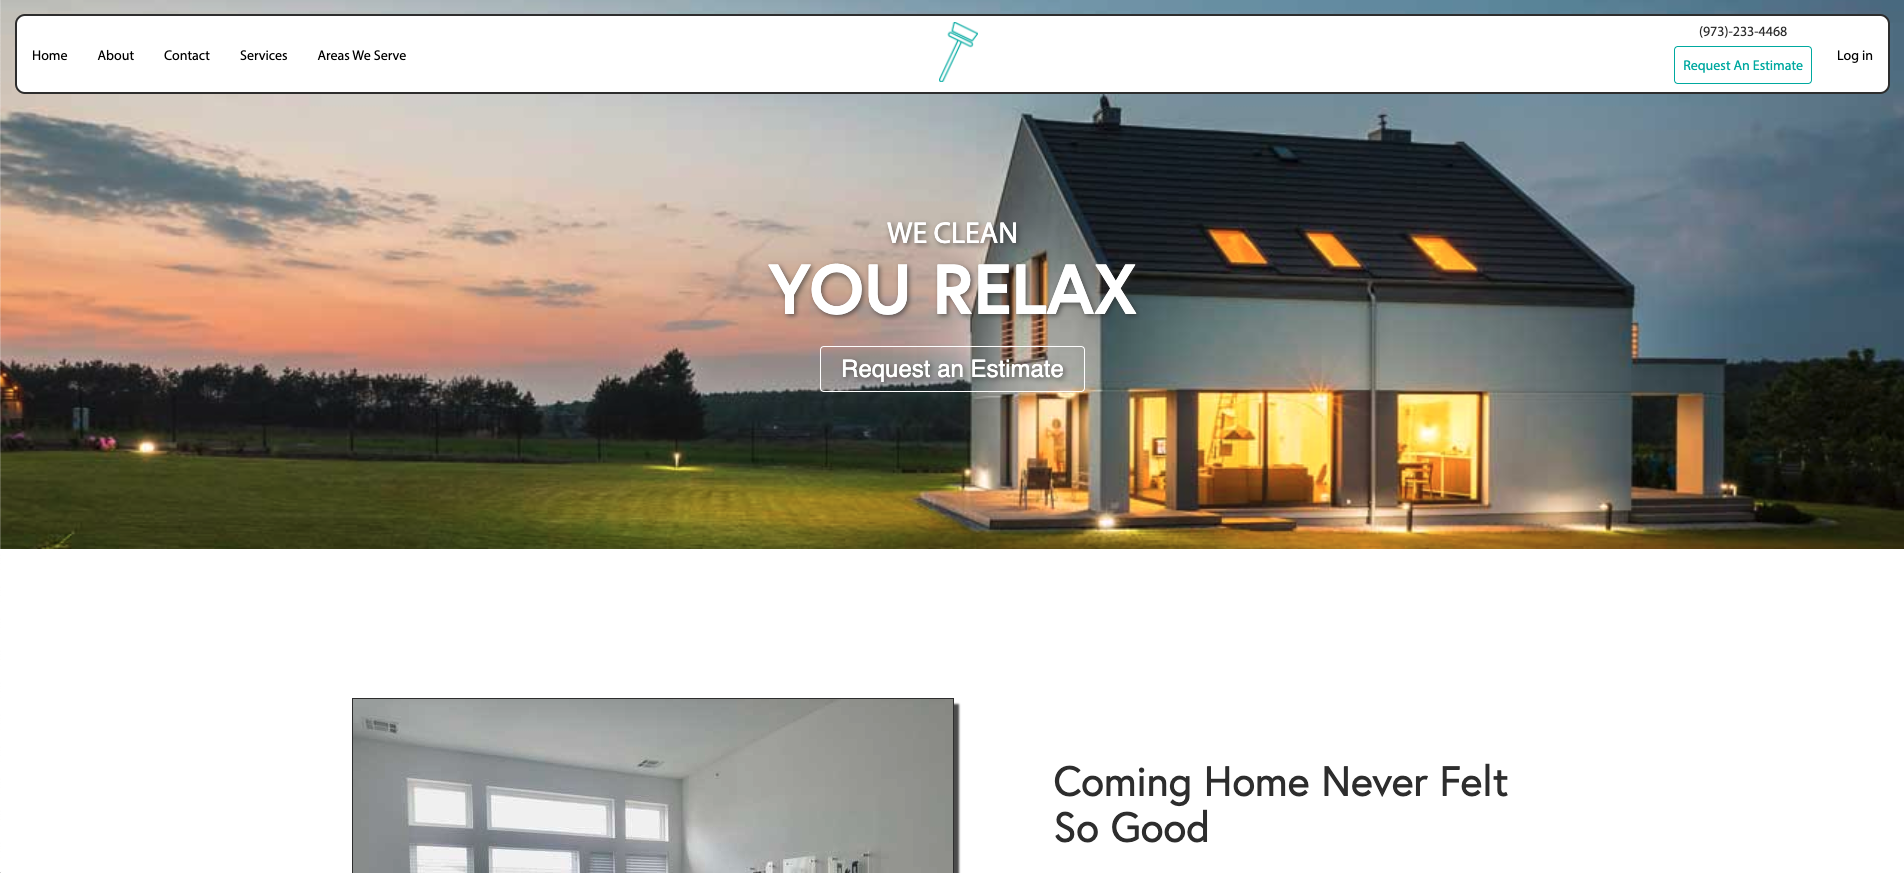 Home
About
Contact
Services
Areas We Serve
(973)-233-4468
Request An Estimate
Log in
WE CLEAN
YOU RELAX
Request an Estimate
Coming Home Never Felt
So Good